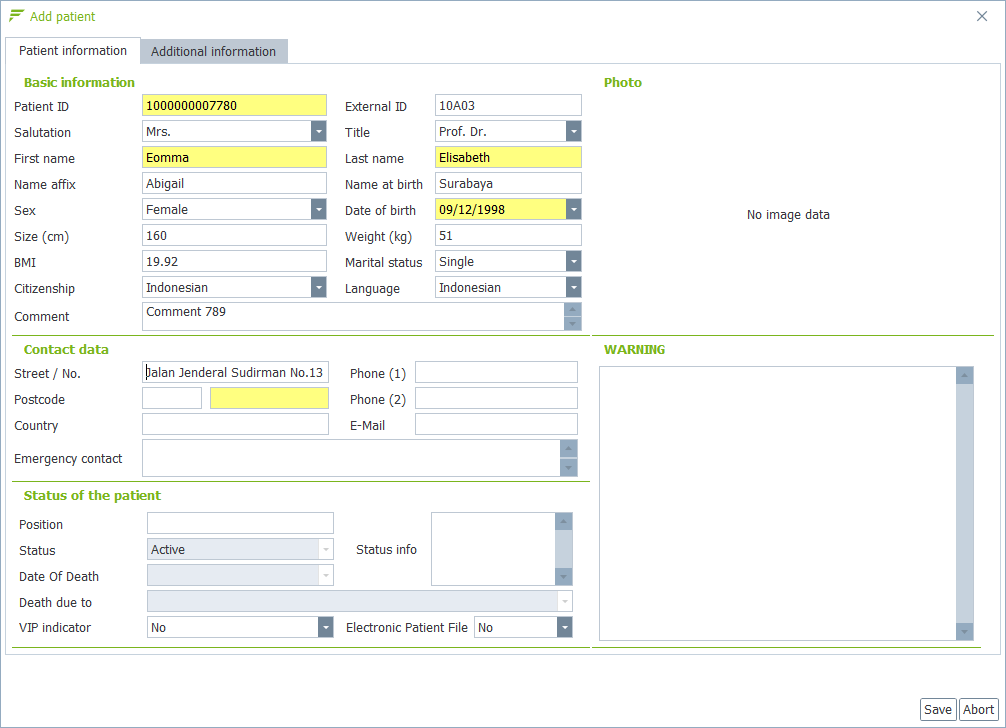 Add patient
Patient information Additional information
Basic information Photo
Patient ID 1000000007780 External ID 10A03
Salutation Mrs. Title Prof. Dr.
First name Eomma Last name Elisabeth
Name affix Abigail Name at birth Surabaya
Sex Female Date of birth 09/12/1998
No image data
Size (cm) 160 Weight (kg) 51
BMI 19.92 Marital status Single
Citizenship Indonesian Language Indonesian
Comment Comment 789
Contact data WARNING
Street / No. Jalan Jenderal Sudirman No.13 Phone (1)
Postcode Phone (2)
Country E-Mail
Emergency contact
Status of the patient
Position
Status Active Status info
Date Of Death
Death due to
VIP indicator No Electronic Patient File No
Save Abort